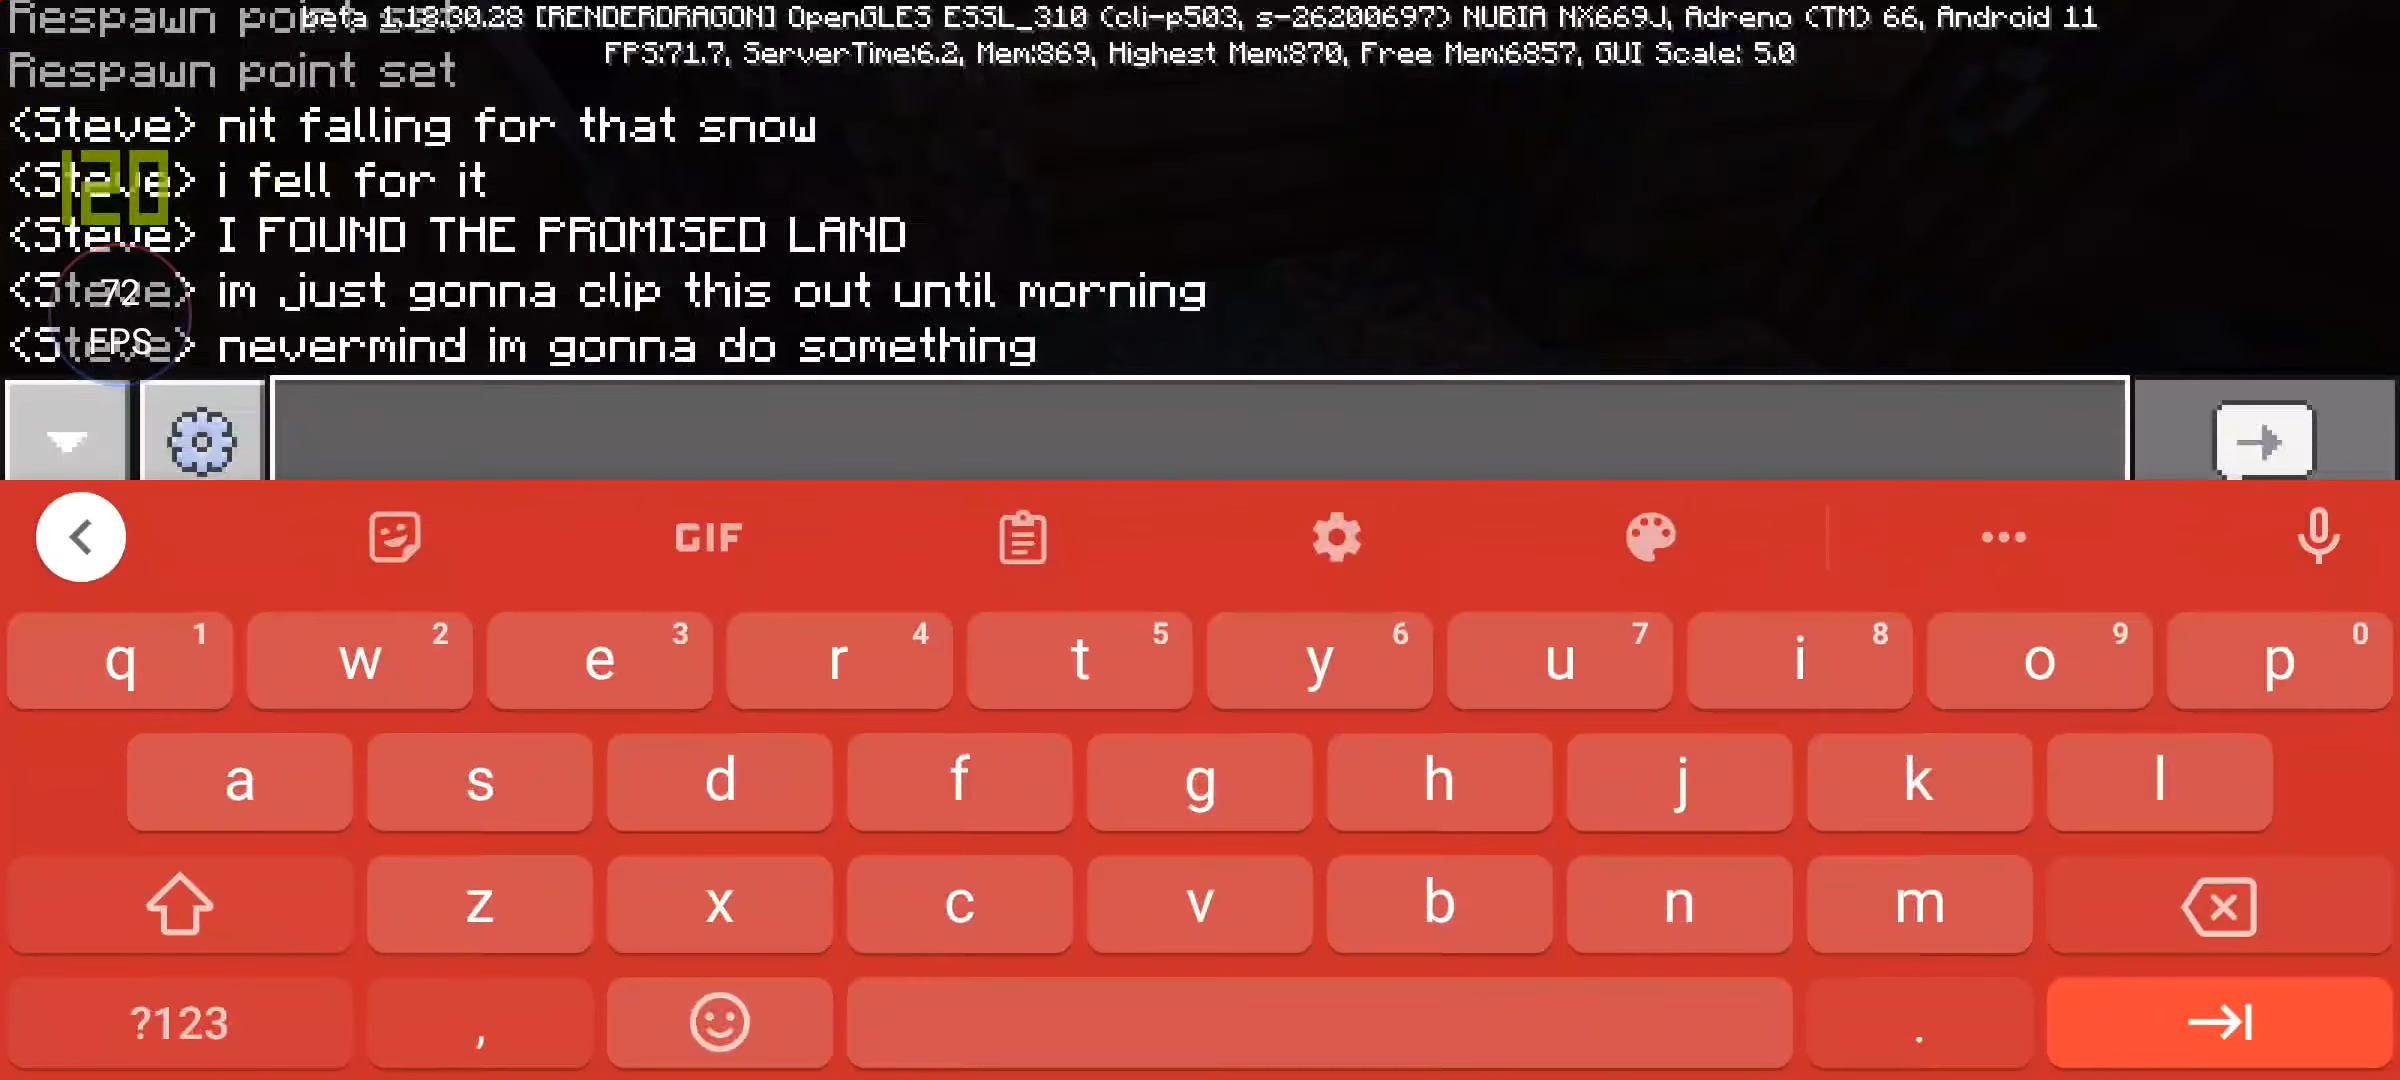 Respawn point set
beta 1.18.30.28 [RENDERDRAGON] OpenGLES ESSL_310 (cli-p503, s-26200697) NUBIA NX669J, Adreno (TM) 66, Android 11
FPS:71.7, ServerTime:6.2, Mem:869, Highest Mem:870, Free Mem:6857, GUI Scale: 5.0
Respawn point set
<Steve> nit falling for that snow
120
<Steve> i fell for it
<Steve> I FOUND THE PROMISED LAND
72
FPS
<Steve> im just gonna clip this out until morning
<Steve> nevermind im gonna do something
GIF
q 1 w 2 e 3 r 4 t 5 y 6 u 7 i 8 o 9 p 0
a s d f g h j k l
z x c v b n m
?123 , .